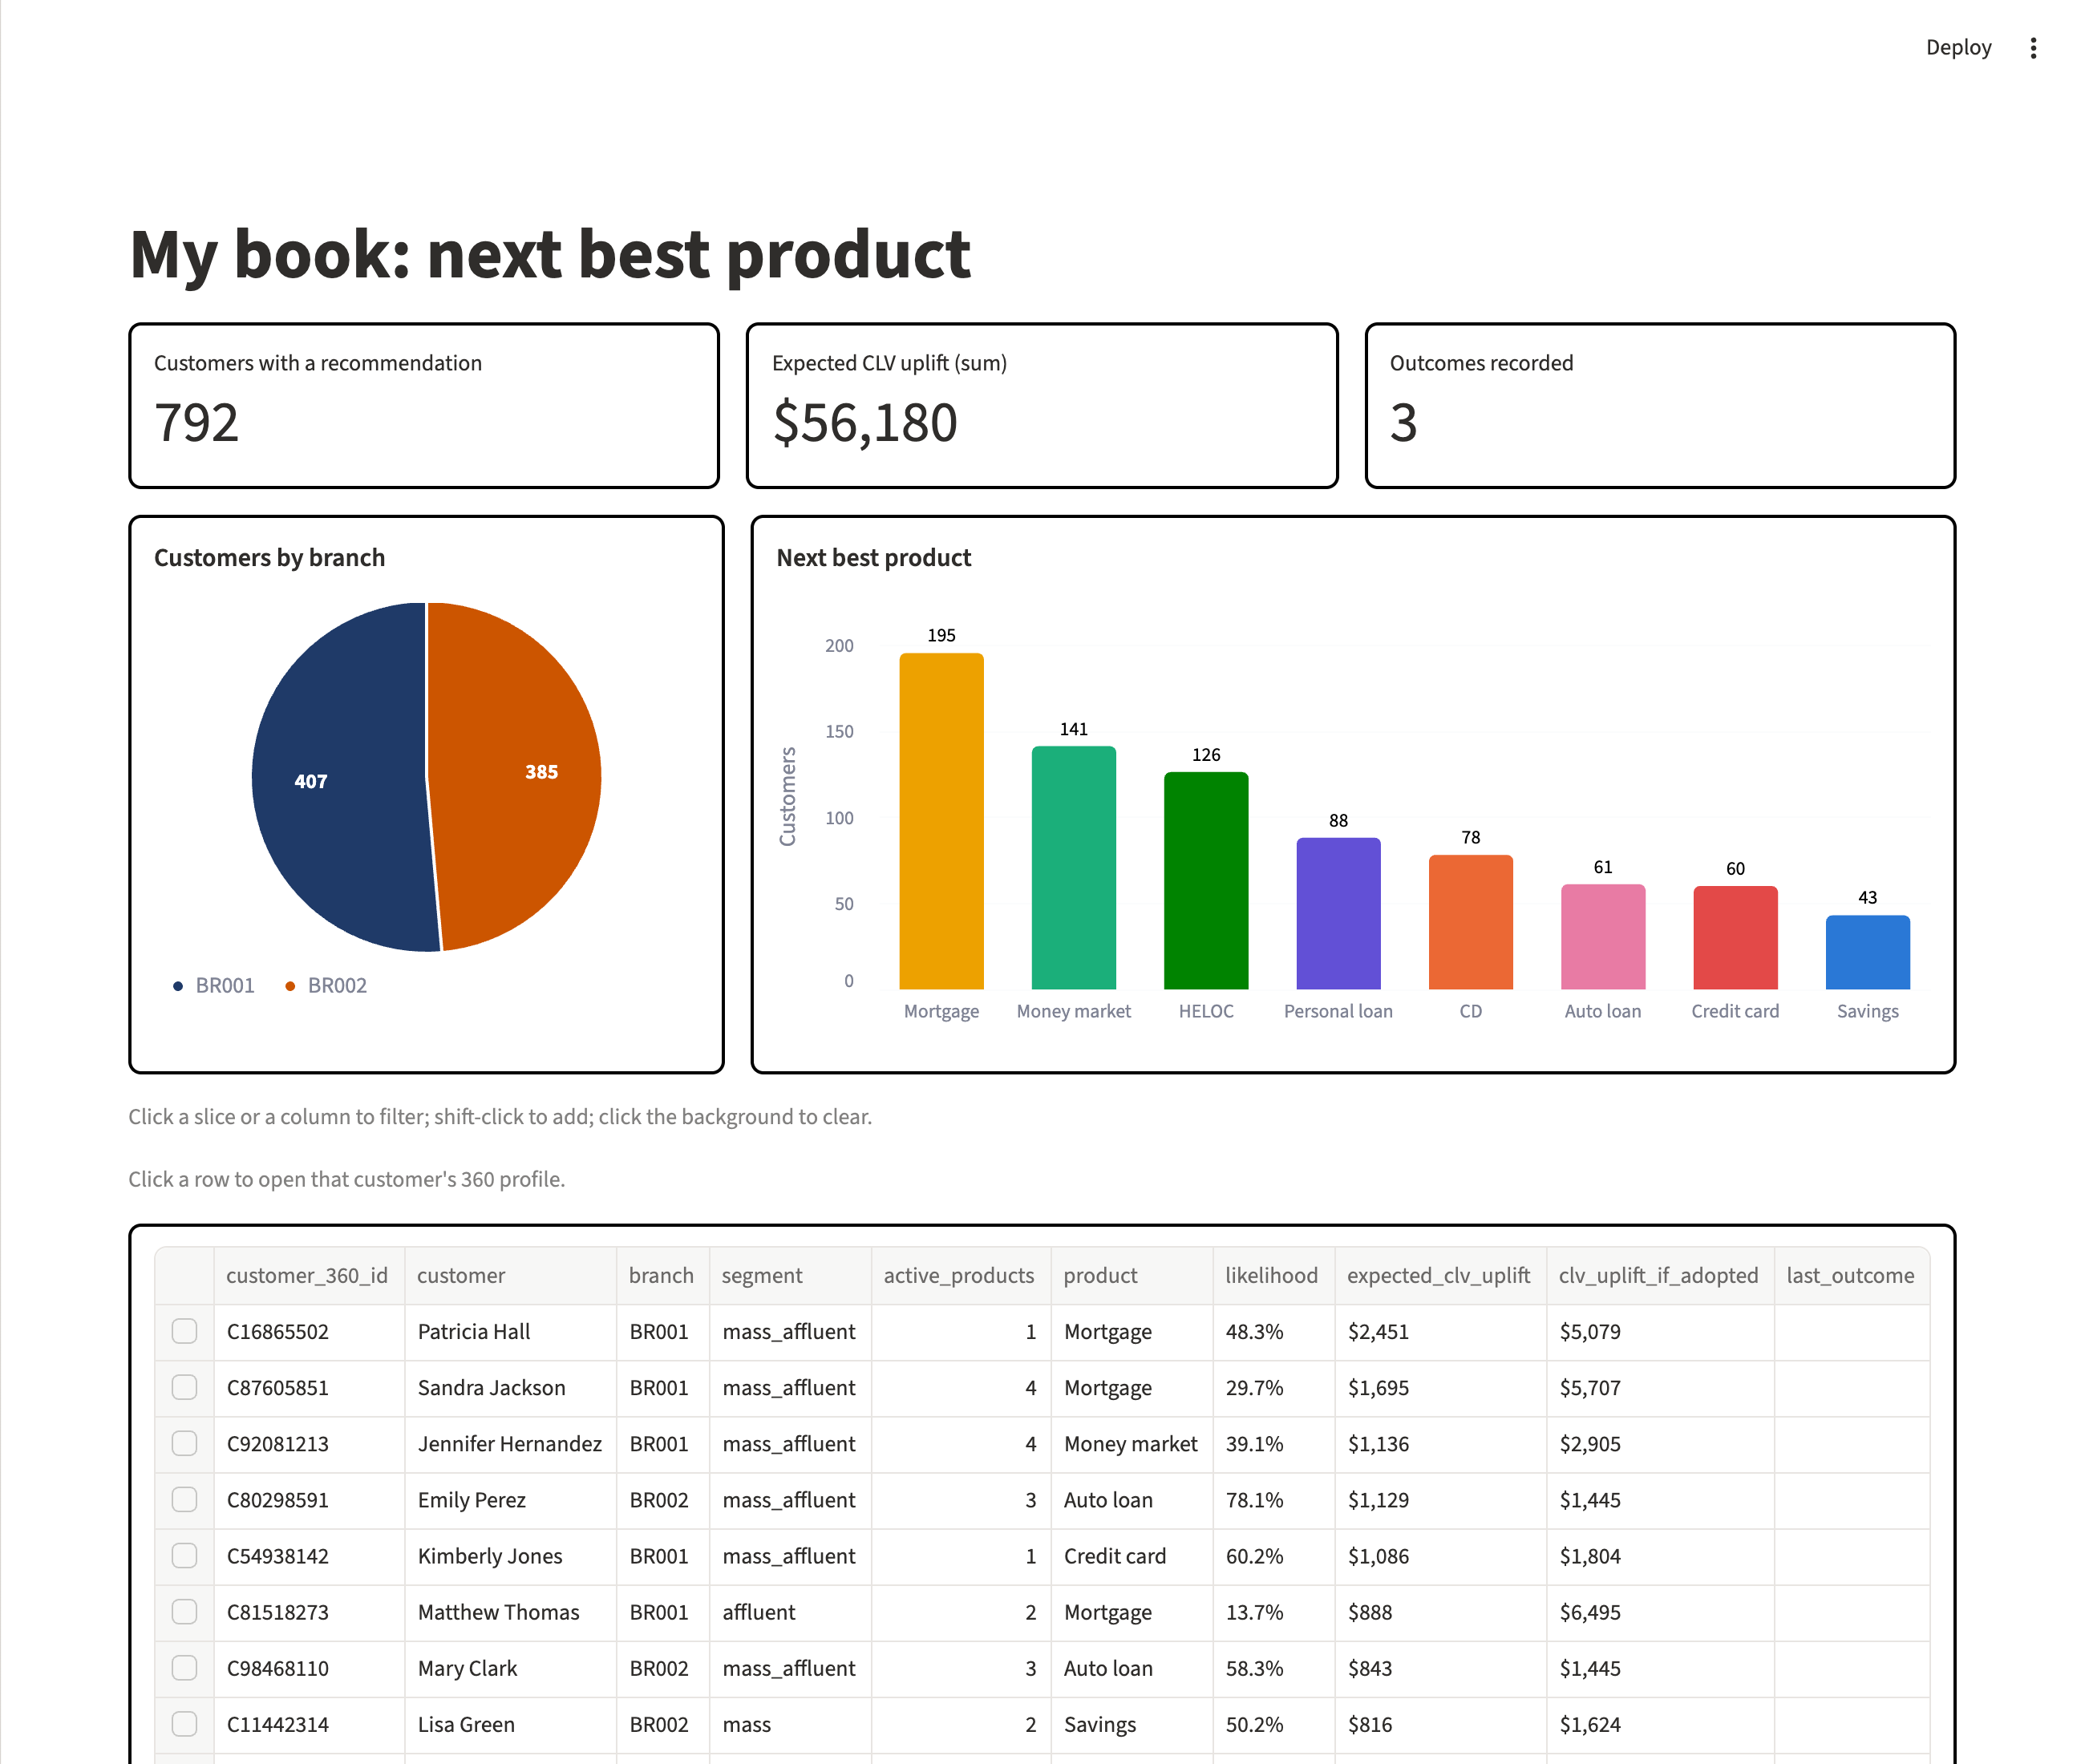 Deploy
My book: next best product
Customers with a recommendation
792
Expected CLV uplift (sum)
$56,180
Outcomes recorded
3
Customers by branch
407
385
BR001 BR002
Next best product
Customers
200
150
100
50
0
195
141
126
88
78
61
60
43
Mortgage Money market HELOC Personal loan CD Auto loan Credit card Savings
Click a slice or a column to filter; shift-click to add; click the background to clear.
Click a row to open that customer's 360 profile.
customer_360_id customer branch segment active_products product likelihood expected_clv_uplift clv_uplift_if_adopted last_outcome
C16865502 Patricia Hall BR001 mass_affluent 1 Mortgage 48.3% $2,451 $5,079
C87605851 Sandra Jackson BR001 mass_affluent 4 Mortgage 29.7% $1,695 $5,707
C92081213 Jennifer Hernandez BR001 mass_affluent 4 Money market 39.1% $1,136 $2,905
C80298591 Emily Perez BR002 mass_affluent 3 Auto loan 78.1% $1,129 $1,445
C54938142 Kimberly Jones BR001 mass_affluent 1 Credit card 60.2% $1,086 $1,804
C81518273 Matthew Thomas BR001 affluent 2 Mortgage 13.7% $888 $6,495
C98468110 Mary Clark BR002 mass_affluent 3 Auto loan 58.3% $843 $1,445
C11442314 Lisa Green BR002 mass 2 Savings 50.2% $816 $1,624